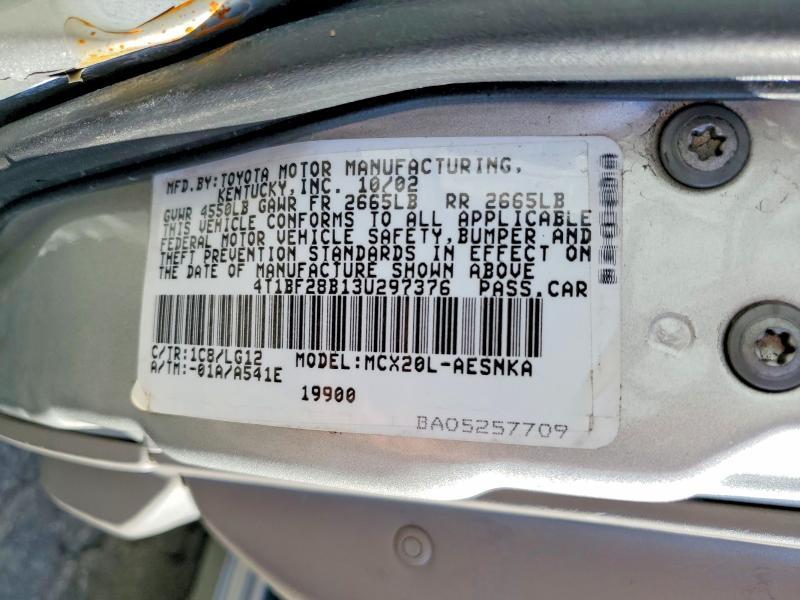 MFD.BY:TOYOTA MOTOR MANUFACTURING,
KENTUCKY,INC. 10/02
GVWR 4550LB GAWR FR 2665LB RR 2665LB
THIS VEHICLE CONFORMS TO ALL APPLICABLE
FEDERAL MOTOR VEHICLE SAFETY,BUMPER AND
THEFT PREVENTION STANDARDS IN EFFECT ON
THE DATE OF MANUFACTURE SHOWN ABOVE
4T1BF28B13U297376 PASS.CAR
C/TR:1C8/LG12 MODEL:MCX20L-AESNKA
A/TM:-01A/A541E
19900
BA05257709